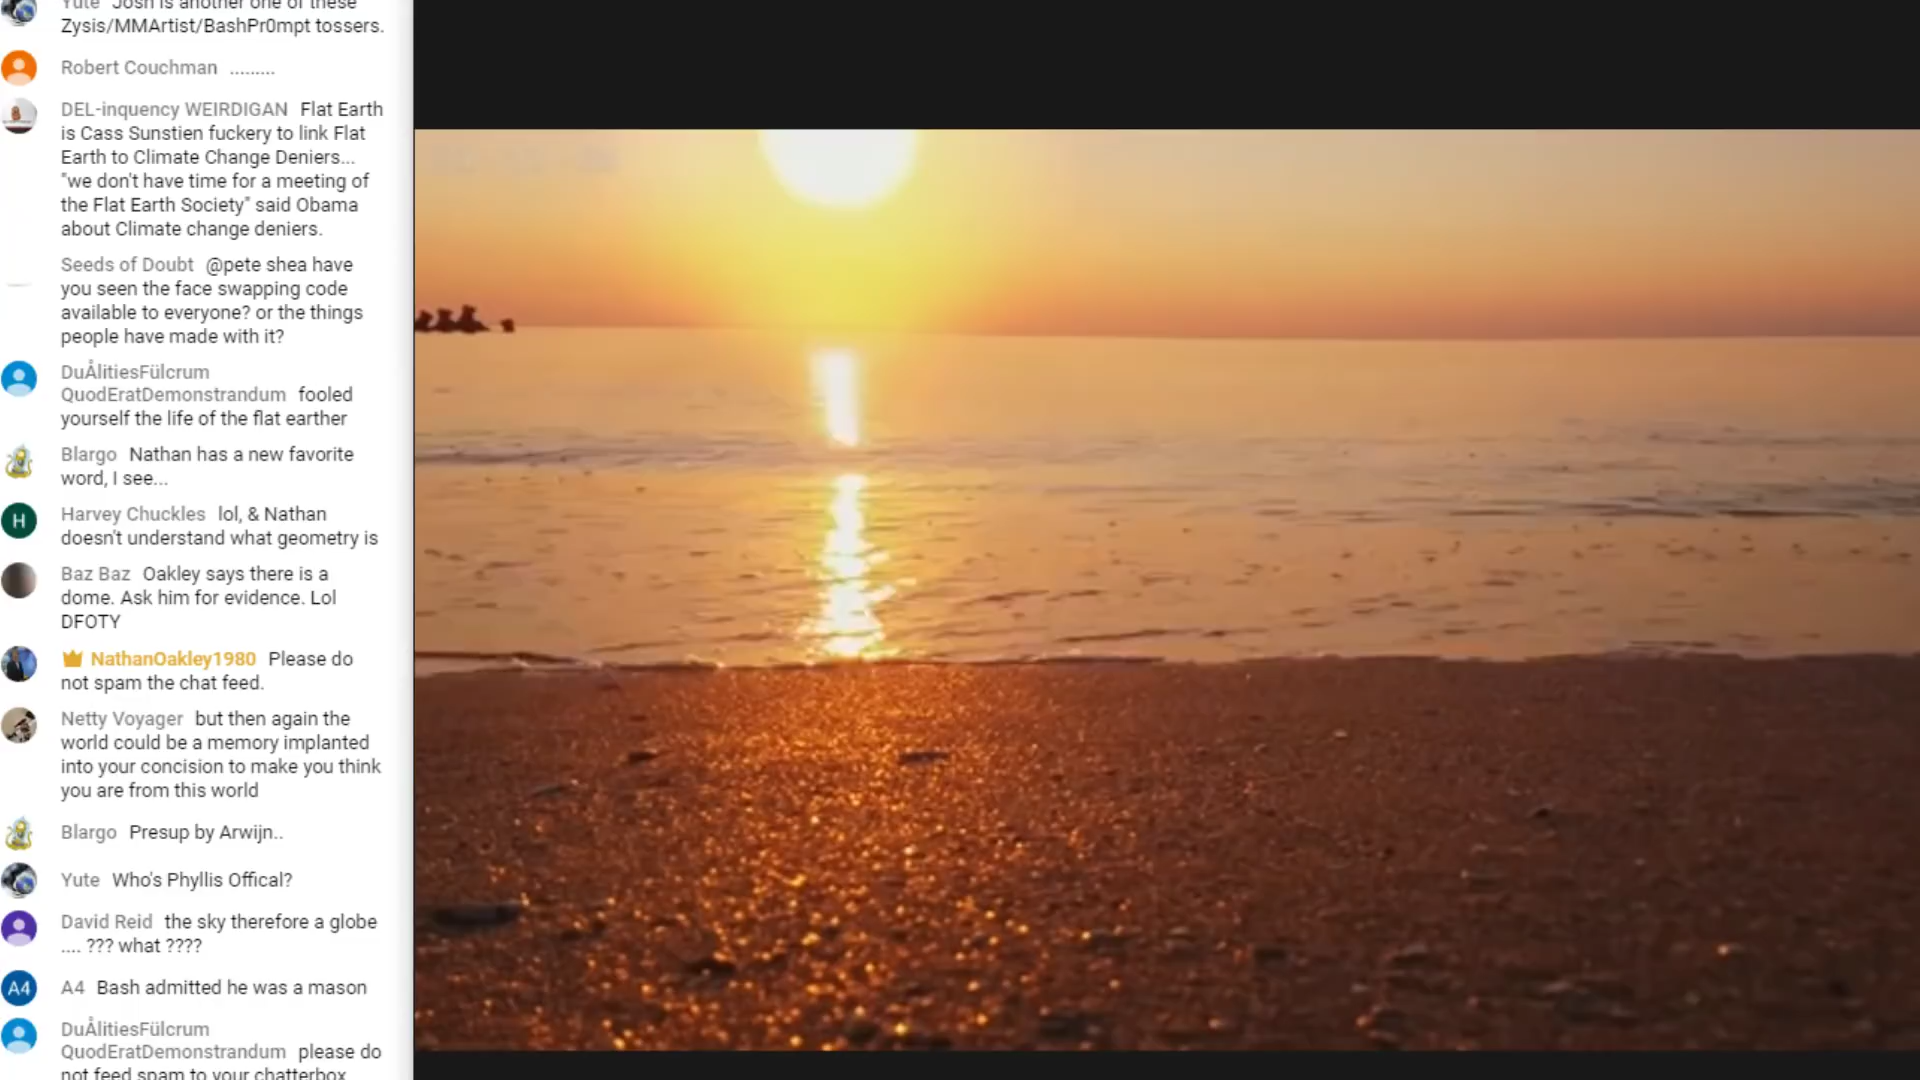 Yute Josh is another one of these
Zysis/MMArtist/BashPr0mpt tossers.
Robert Couchman .........
DEL-inquency WEIRDIGAN Flat Earth
is Cass Sunstien fuckery to link Flat
Earth to Climate Change Deniers...
"we don't have time for a meeting of
the Flat Earth Society" said Obama
about Climate change deniers.
Seeds of Doubt @pete shea have
you seen the face swapping code
available to everyone? or the things
people have made with it?
DuÅlitiesFülcrum
QuodEratDemonstrandum fooled
yourself the life of the flat earther
Blargo Nathan has a new favorite
word, I see...
H
Harvey Chuckles lol, & Nathan
doesn't understand what geometry is
Baz Baz Oakley says there is a
dome. Ask him for evidence. Lol
DFOTY
NathanOakley1980 Please do
not spam the chat feed.
Netty Voyager but then again the
world could be a memory implanted
into your concision to make you think
you are from this world
Blargo Presup by Arwijn..
Yute Who's Phyllis Offical?
David Reid the sky therefore a globe
.... ??? what ????
A4
A4 Bash admitted he was a mason
DuÅlitiesFülcrum
QuodEratDemonstrandum please do
not feed spam to your chatterbox